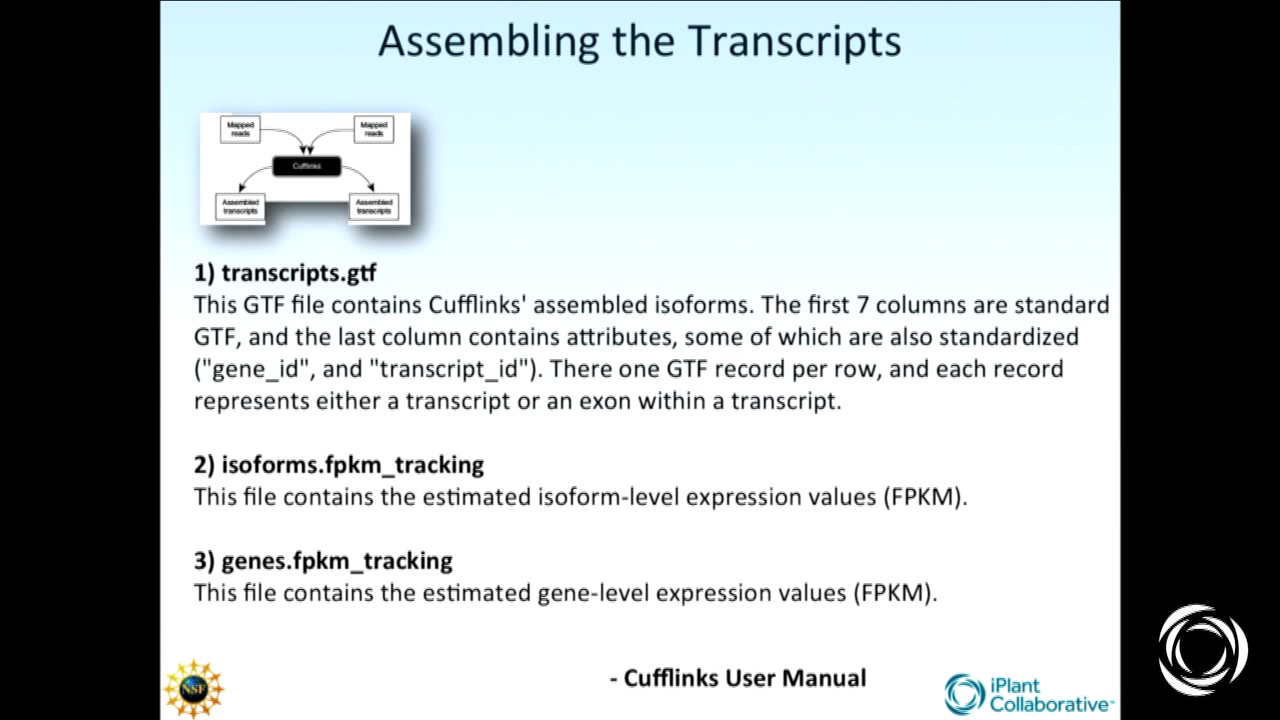 Assembling the Transcripts
Mapped
reads
Mapped
reads
Cufflinks
Assembled
transcripts
Assembled
transcripts
1) transcripts.gtf
This GTF file contains Cufflinks' assembled isoforms. The first 7 columns are standard
GTF, and the last column contains attributes, some of which are also standardized
("gene_id", and "transcript_id"). There one GTF record per row, and each record
represents either a transcript or an exon within a transcript.
2) isoforms.fpkm_tracking
This file contains the estimated isoform-level expression values (FPKM).
3) genes.fpkm_tracking
This file contains the estimated gene-level expression values (FPKM).
NSF
- Cufflinks User Manual
iPlant
Collaborative™